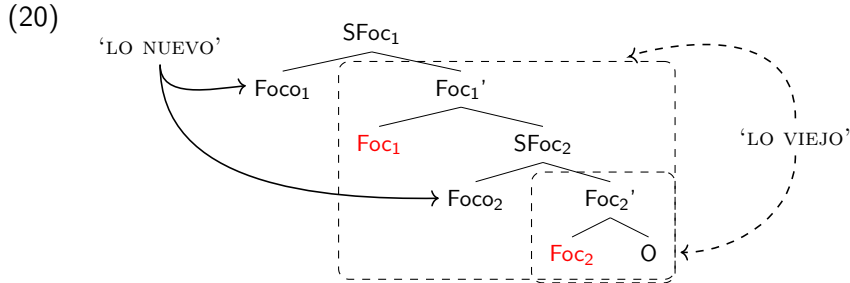 (20)
‘LO NUEVO’ SFoc₁
Foco₁ Foc₁'
Foc₁ SFoc₂
‘LO VIEJO’
Foco₂ Foc₂'
Foc₂ O